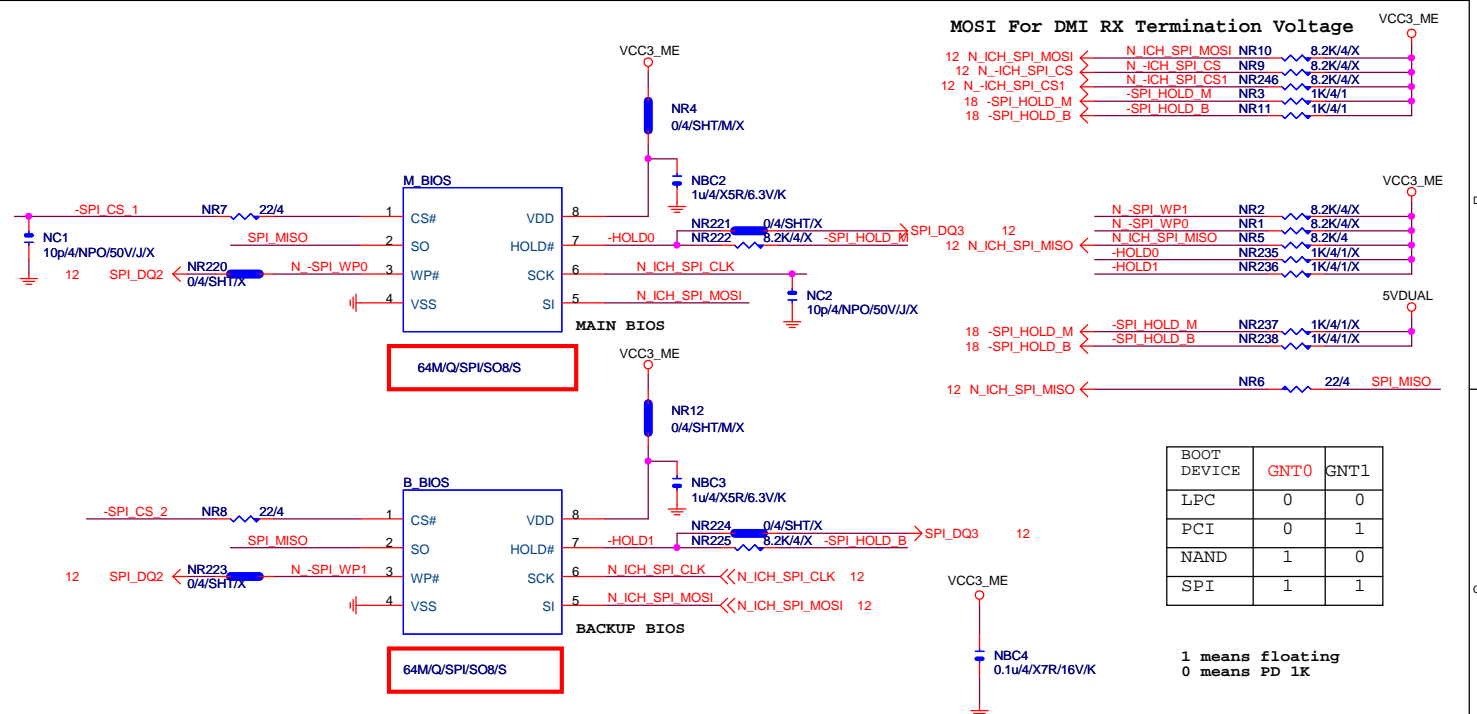 MOSI For DMI RX Termination Voltage
VCC3_ME
12 N_ICH_SPI_MOSI N_ICH_SPI_MOSI NR10 8.2K/4/X
12 N_-ICH_SPI_CS N_-ICH_SPI_CS NR9 8.2K/4/X
12 N_-ICH_SPI_CS1 N_-ICH_SPI_CS1 NR246 8.2K/4/X
18 -SPI_HOLD_M -SPI_HOLD_M NR3 1K/4/1
18 -SPI_HOLD_B -SPI_HOLD_B NR11 1K/4/1
VCC3_ME
NR4
0/4/SHT/M/X
NBC2
1u/4/X5R/6.3V/K
M_BIOS
-SPI_CS_1 NR7 22/4 1 CS# VDD 8
NC1
10p/4/NPO/50V/J/X
SPI_MISO 2 SO HOLD# 7 -HOLD0
NR221 0/4/SHT/X SPI_DQ3 12
NR222 8.2K/4/X -SPI_HOLD_M
12 SPI_DQ2 NR220 0/4/SHT/X N_-SPI_WP0 3 WP# SCK 6 N_ICH_SPI_CLK
4 VSS SI 5 N_ICH_SPI_MOSI
NC2
10p/4/NPO/50V/J/X
MAIN BIOS
64M/Q/SPI/SO8/S
VCC3_ME
N_-SPI_WP1 NR2 8.2K/4/X
N_-SPI_WP0 NR1 8.2K/4/X
12 N_ICH_SPI_MISO N_ICH_SPI_MISO NR5 8.2K/4
-HOLD0 NR235 1K/4/1/X
-HOLD1 NR236 1K/4/1/X
5VDUAL
18 -SPI_HOLD_M -SPI_HOLD_M NR237 1K/4/1/X
18 -SPI_HOLD_B -SPI_HOLD_B NR238 1K/4/1/X
12 N_ICH_SPI_MISO NR6 22/4 SPI_MISO
VCC3_ME
NR12
0/4/SHT/M/X
NBC3
1u/4/X5R/6.3V/K
B_BIOS
-SPI_CS_2 NR8 22/4 1 CS# VDD 8
SPI_MISO 2 SO HOLD# 7 -HOLD1
NR224 0/4/SHT/X SPI_DQ3 12
NR225 8.2K/4/X -SPI_HOLD_B
12 SPI_DQ2 NR223 0/4/SHT/X N_-SPI_WP1 3 WP# SCK 6 N_ICH_SPI_CLK N_ICH_SPI_CLK 12
4 VSS SI 5 N_ICH_SPI_MOSI N_ICH_SPI_MOSI 12
BACKUP BIOS
64M/Q/SPI/SO8/S
VCC3_ME
NBC4
0.1u/4/X7R/16V/K
BOOT
DEVICE GNT0 GNT1
LPC 0 0
PCI 0 1
NAND 1 0
SPI 1 1
1 means floating
0 means PD 1K